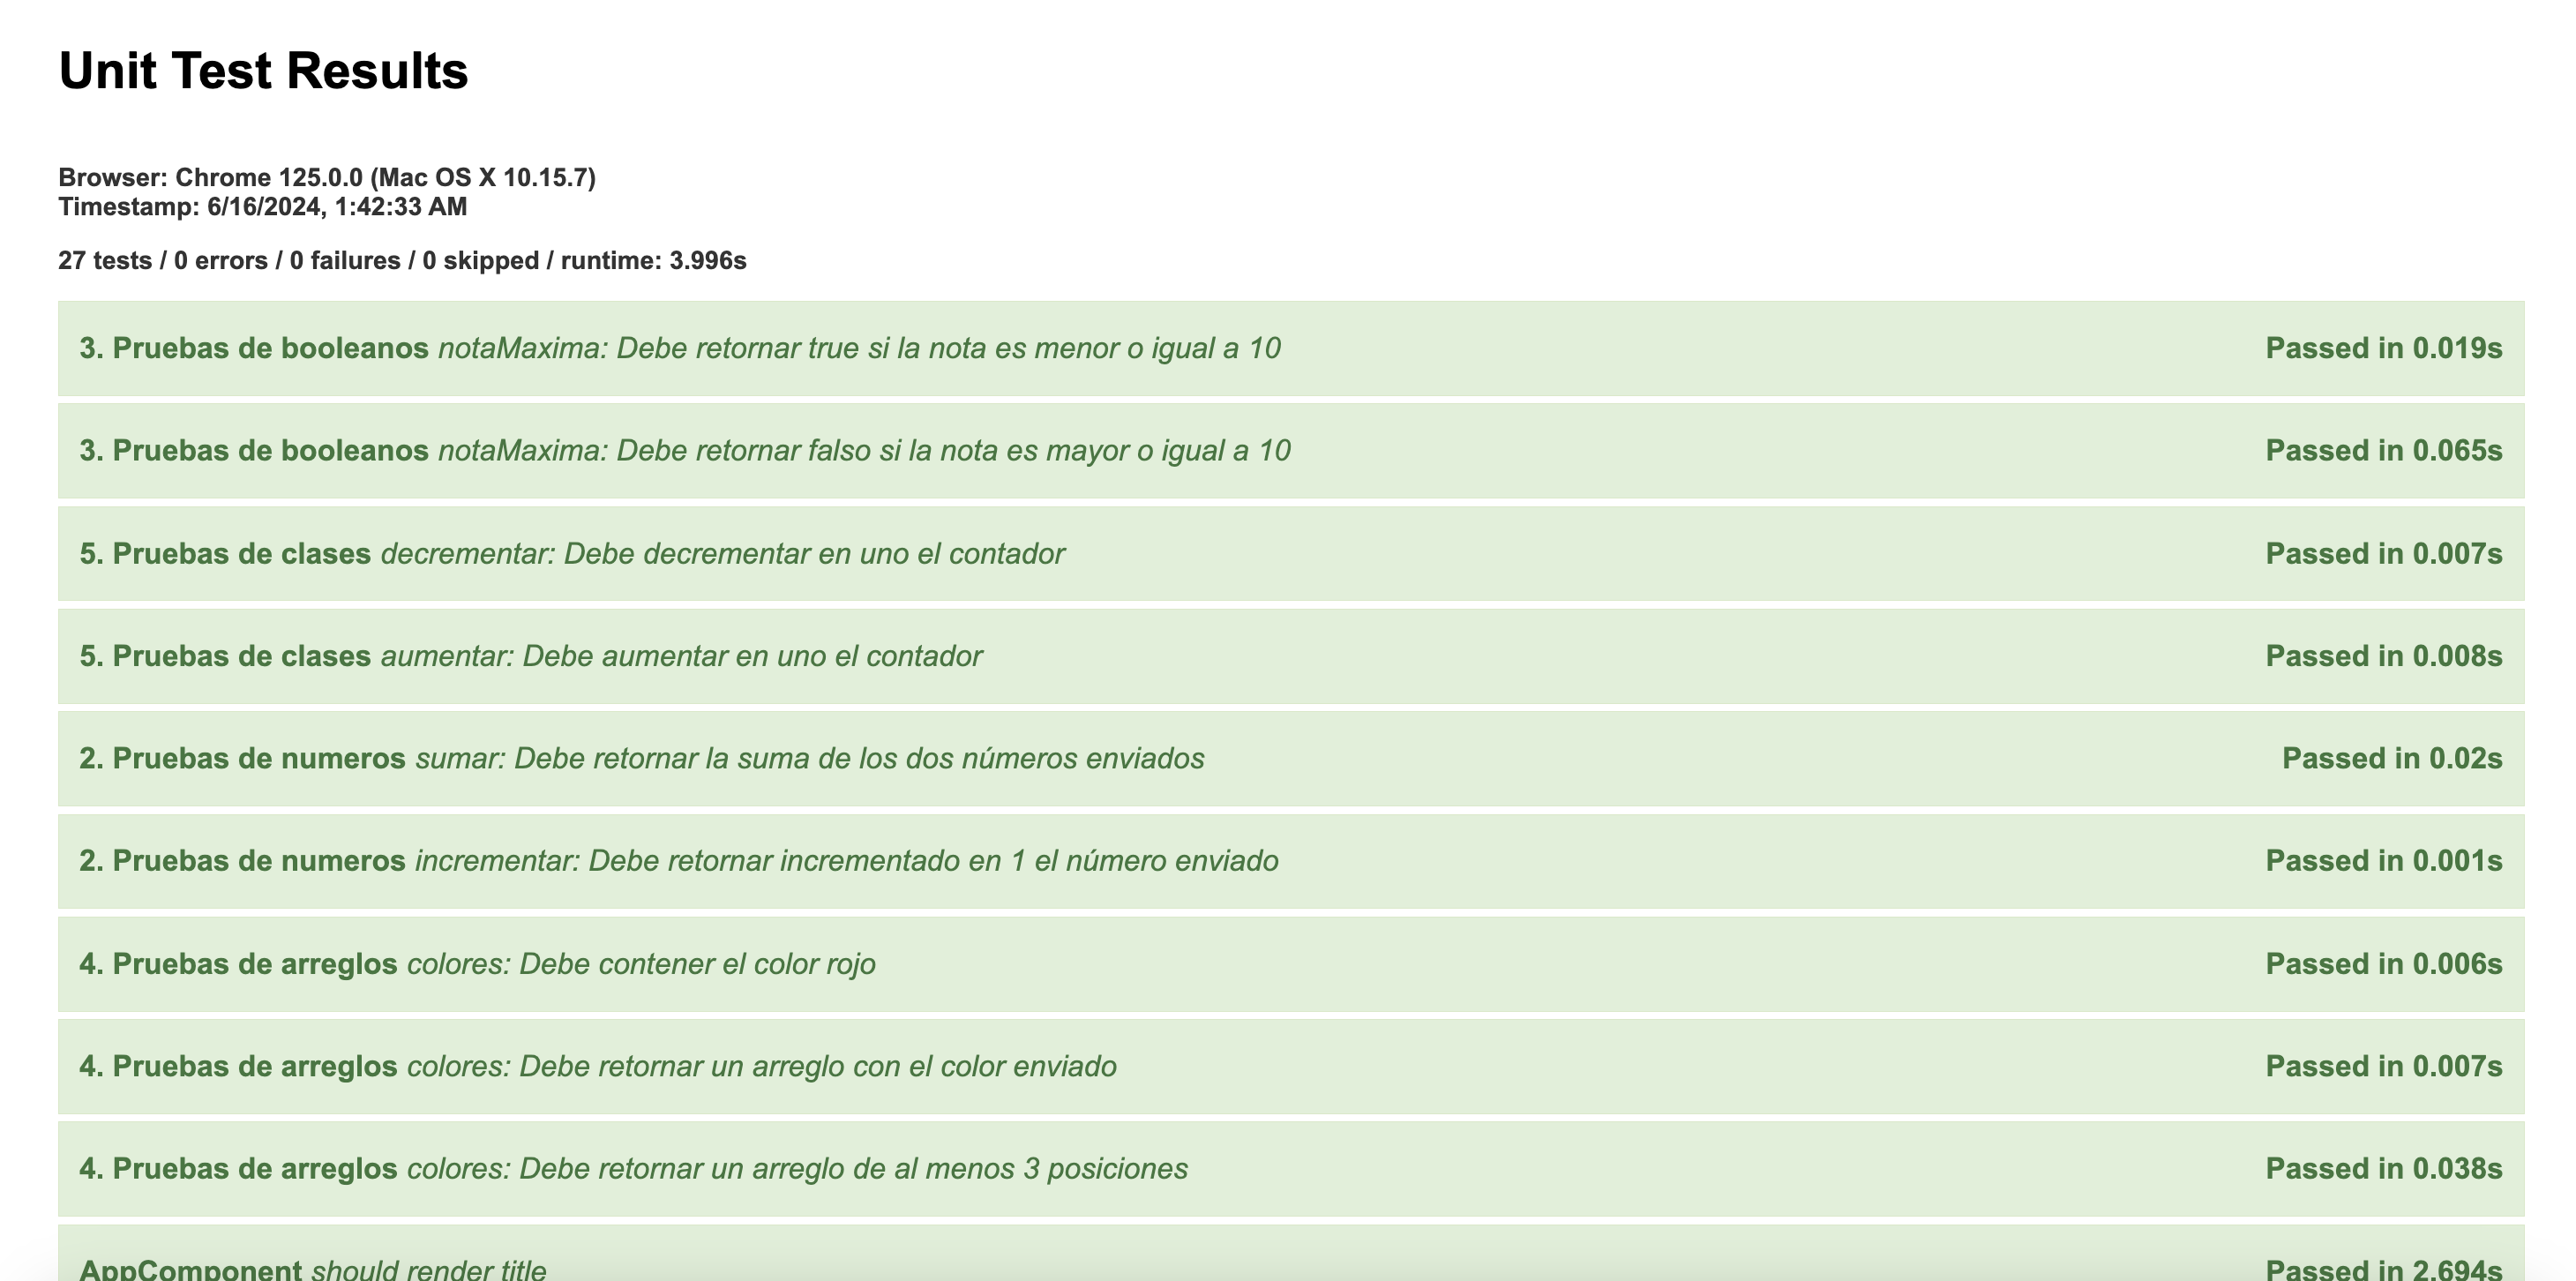 Unit Test Results
Browser: Chrome 125.0.0 (Mac OS X 10.15.7)
Timestamp: 6/16/2024, 1:42:33 AM
27 tests / 0 errors / 0 failures / 0 skipped / runtime: 3.996s
3. Pruebas de booleanos notaMaxima: Debe retornar true si la nota es menor o igual a 10 Passed in 0.019s
3. Pruebas de booleanos notaMaxima: Debe retornar falso si la nota es mayor o igual a 10 Passed in 0.065s
5. Pruebas de clases decrementar: Debe decrementar en uno el contador Passed in 0.007s
5. Pruebas de clases aumentar: Debe aumentar en uno el contador Passed in 0.008s
2. Pruebas de numeros sumar: Debe retornar la suma de los dos números enviados Passed in 0.02s
2. Pruebas de numeros incrementar: Debe retornar incrementado en 1 el número enviado Passed in 0.001s
4. Pruebas de arreglos colores: Debe contener el color rojo Passed in 0.006s
4. Pruebas de arreglos colores: Debe retornar un arreglo con el color enviado Passed in 0.007s
4. Pruebas de arreglos colores: Debe retornar un arreglo de al menos 3 posiciones Passed in 0.038s
AppComponent should render title Passed in 2.694s